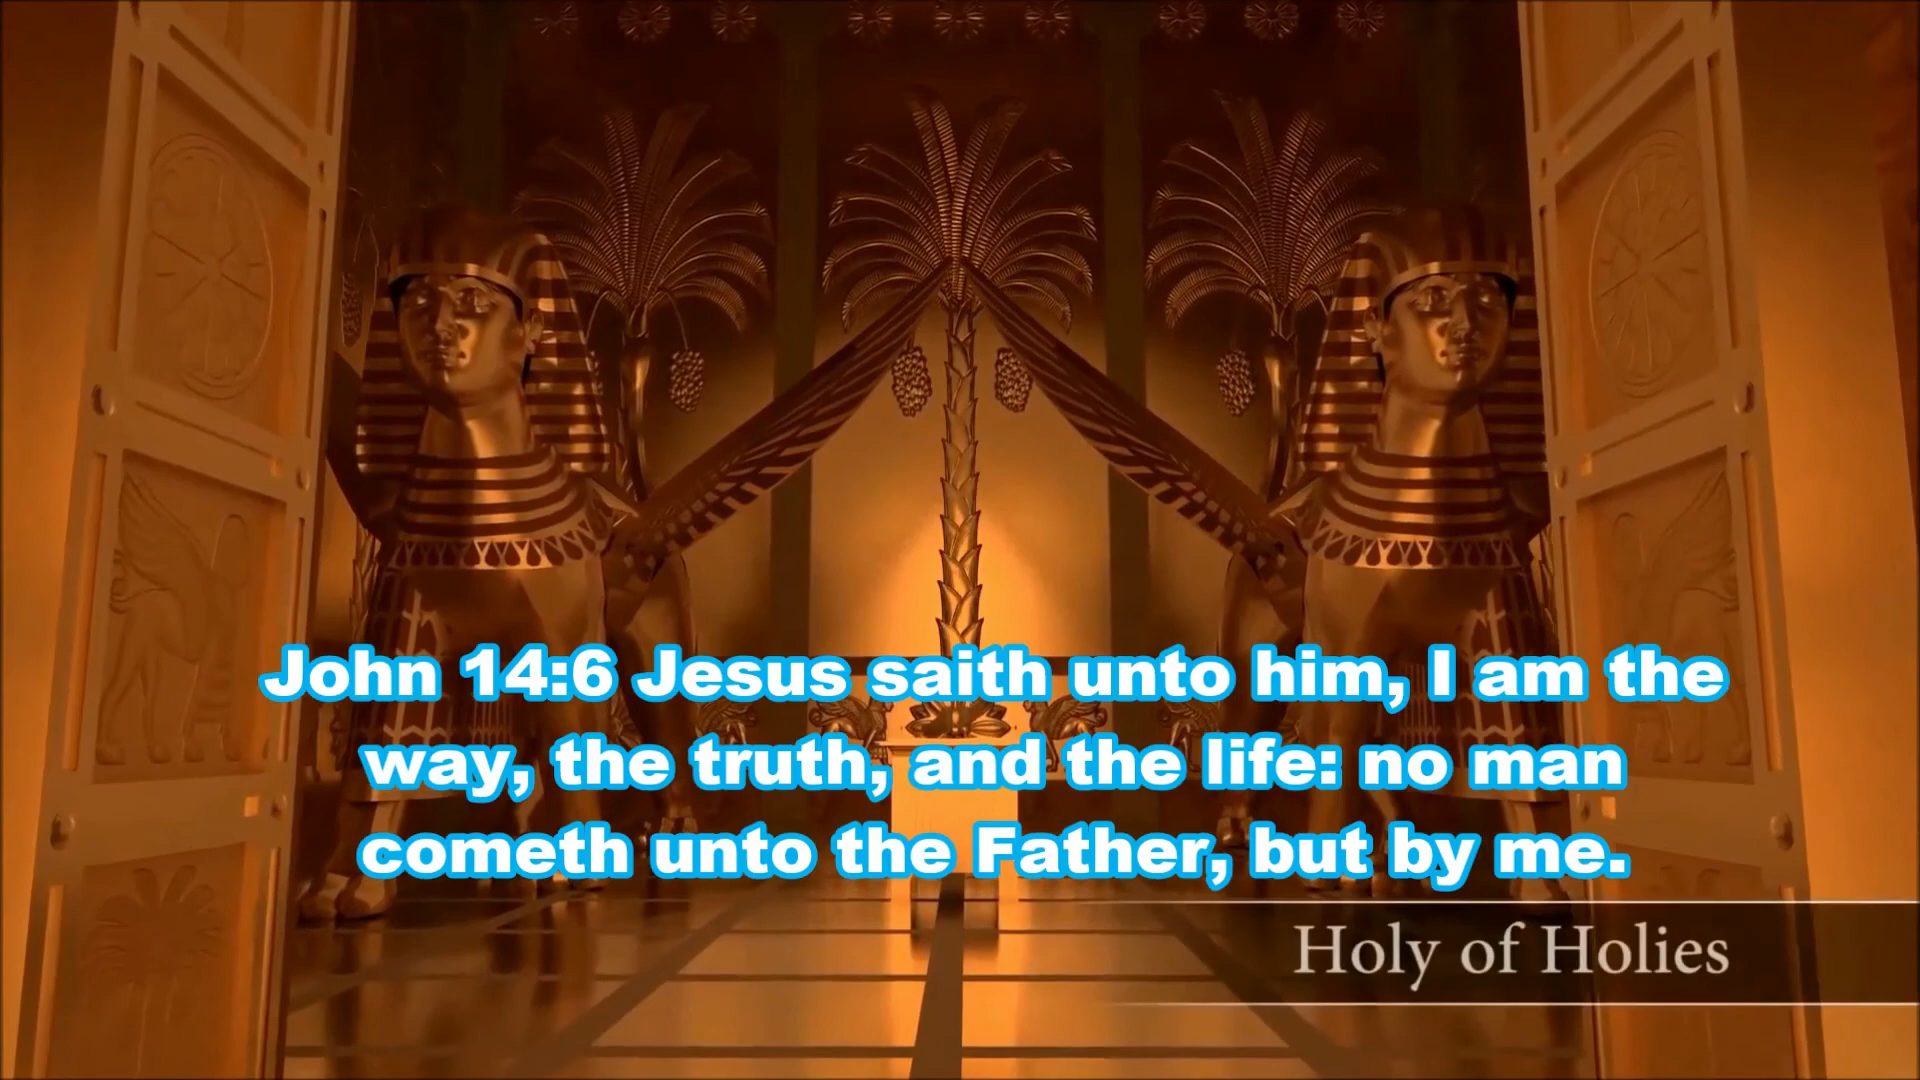 John 14:6 Jesus saith unto him, I am the
way, the truth, and the life: no man
cometh unto the Father, but by me.
Holy of Holies